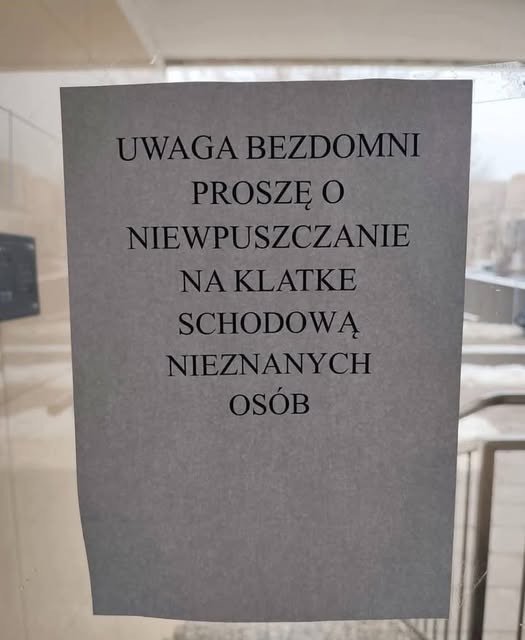 UWAGA BEZDOMNI
PROSZĘ O
NIEWPUSZCZANIE
NA KLATKE
SCHODOWĄ
NIEZNANYCH
OSÓB